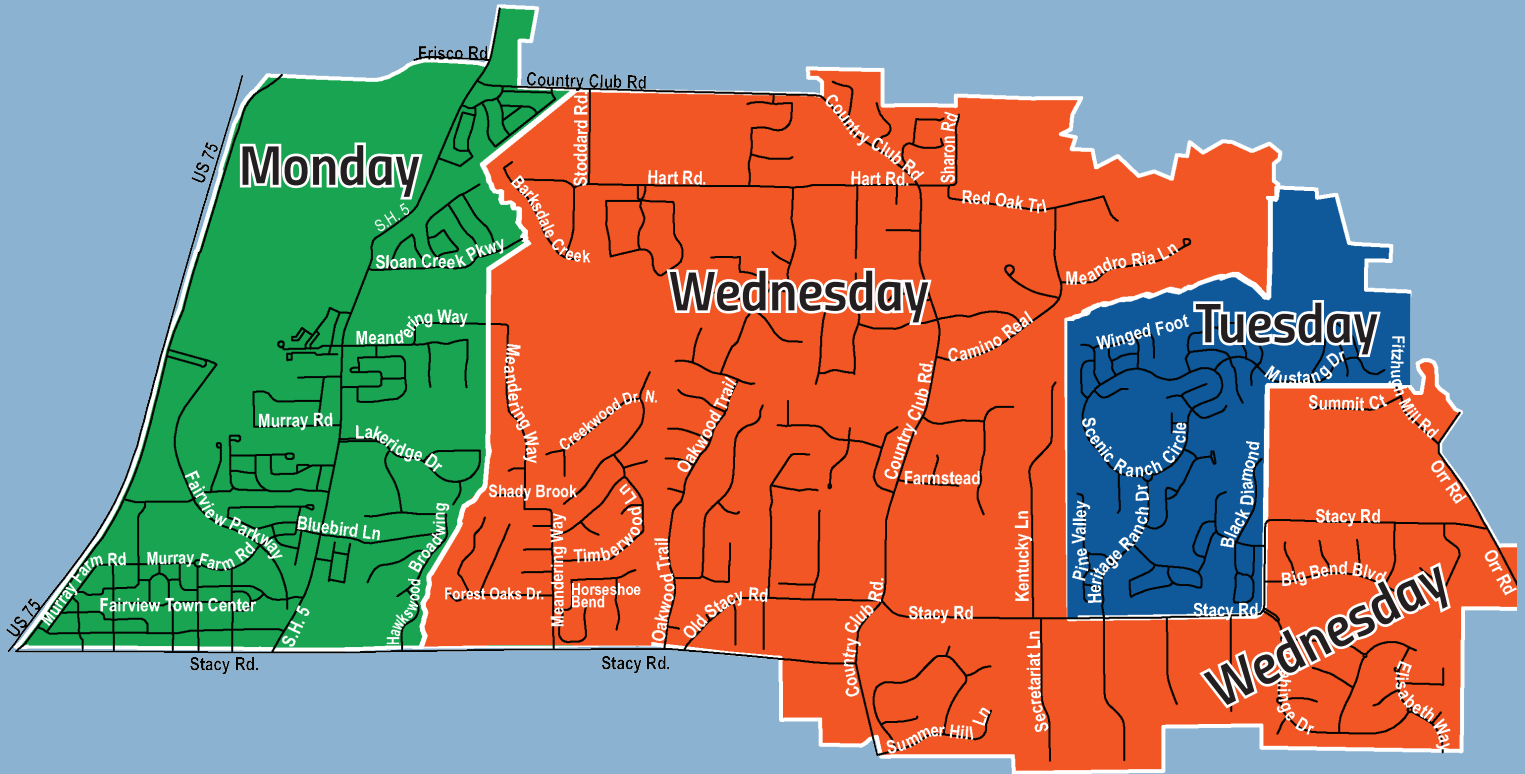 Frisco Rd
Country Club Rd
US 75
Monday
S.H. 5
Sloan Creek Pkwy
Stoddard Rd.
Barksdale Creek
Hart Rd.
Country Club Rd
Hart Rd.
Sharon Rd
Red Oak Trl
Meandro Ria Ln
Wednesday
Camino Real
Tuesday
Winged Foot
Mustang Dr
Fitzhugh Mill Rd
Summit Ct
Orr Rd
Meandering Way
Meandering Way
Murray Rd
Lakeridge Dr
Creekwood Dr. N.
Oakwood Trail
Country Club Rd.
Farmstead
Scenic Ranch Circle
Black Diamond
Pine Valley
Heritage Ranch Dr
Shady Brook
Fairview Parkway
Bluebird Ln
Broadwing
Hawkswood
Timberwood Ln
Meandering Way
Kentucky Ln
Stacy Rd
Orr Rd
Big Bend Blvd
Murray Farm Rd
Murray Farm Rd
Fairview Town Center
US 75
S.H. 5
Forest Oaks Dr.
Horseshoe
Bend
Oakwood Trail
Old Stacy Rd
Country Club Rd.
Stacy Rd
Stacy Rd
Wednesday
Stacy Rd.
Stacy Rd.
Secretariat Ln
Summer Hill Ln
Dr
Elisabeth Way